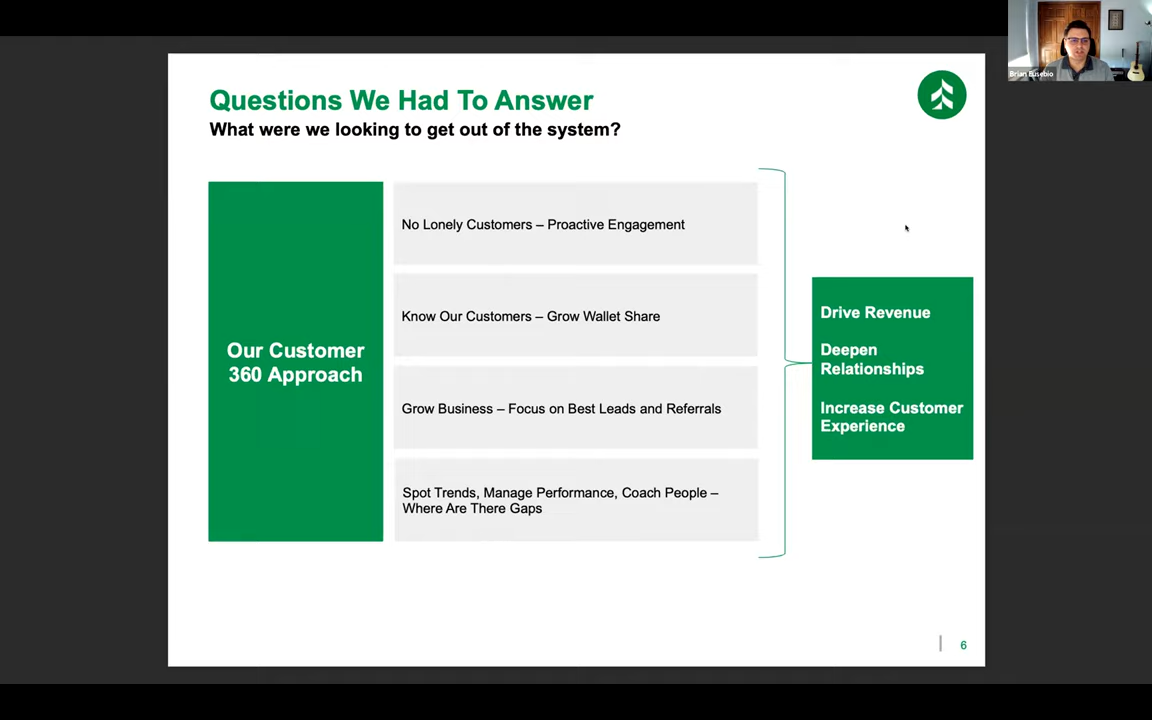 Brian Eusebio
Questions We Had To Answer
What were we looking to get out of the system?
Our Customer
360 Approach
No Lonely Customers – Proactive Engagement
Know Our Customers – Grow Wallet Share
Grow Business – Focus on Best Leads and Referrals
Spot Trends, Manage Performance, Coach People –
Where Are There Gaps
Drive Revenue
Deepen
Relationships
Increase Customer
Experience
6